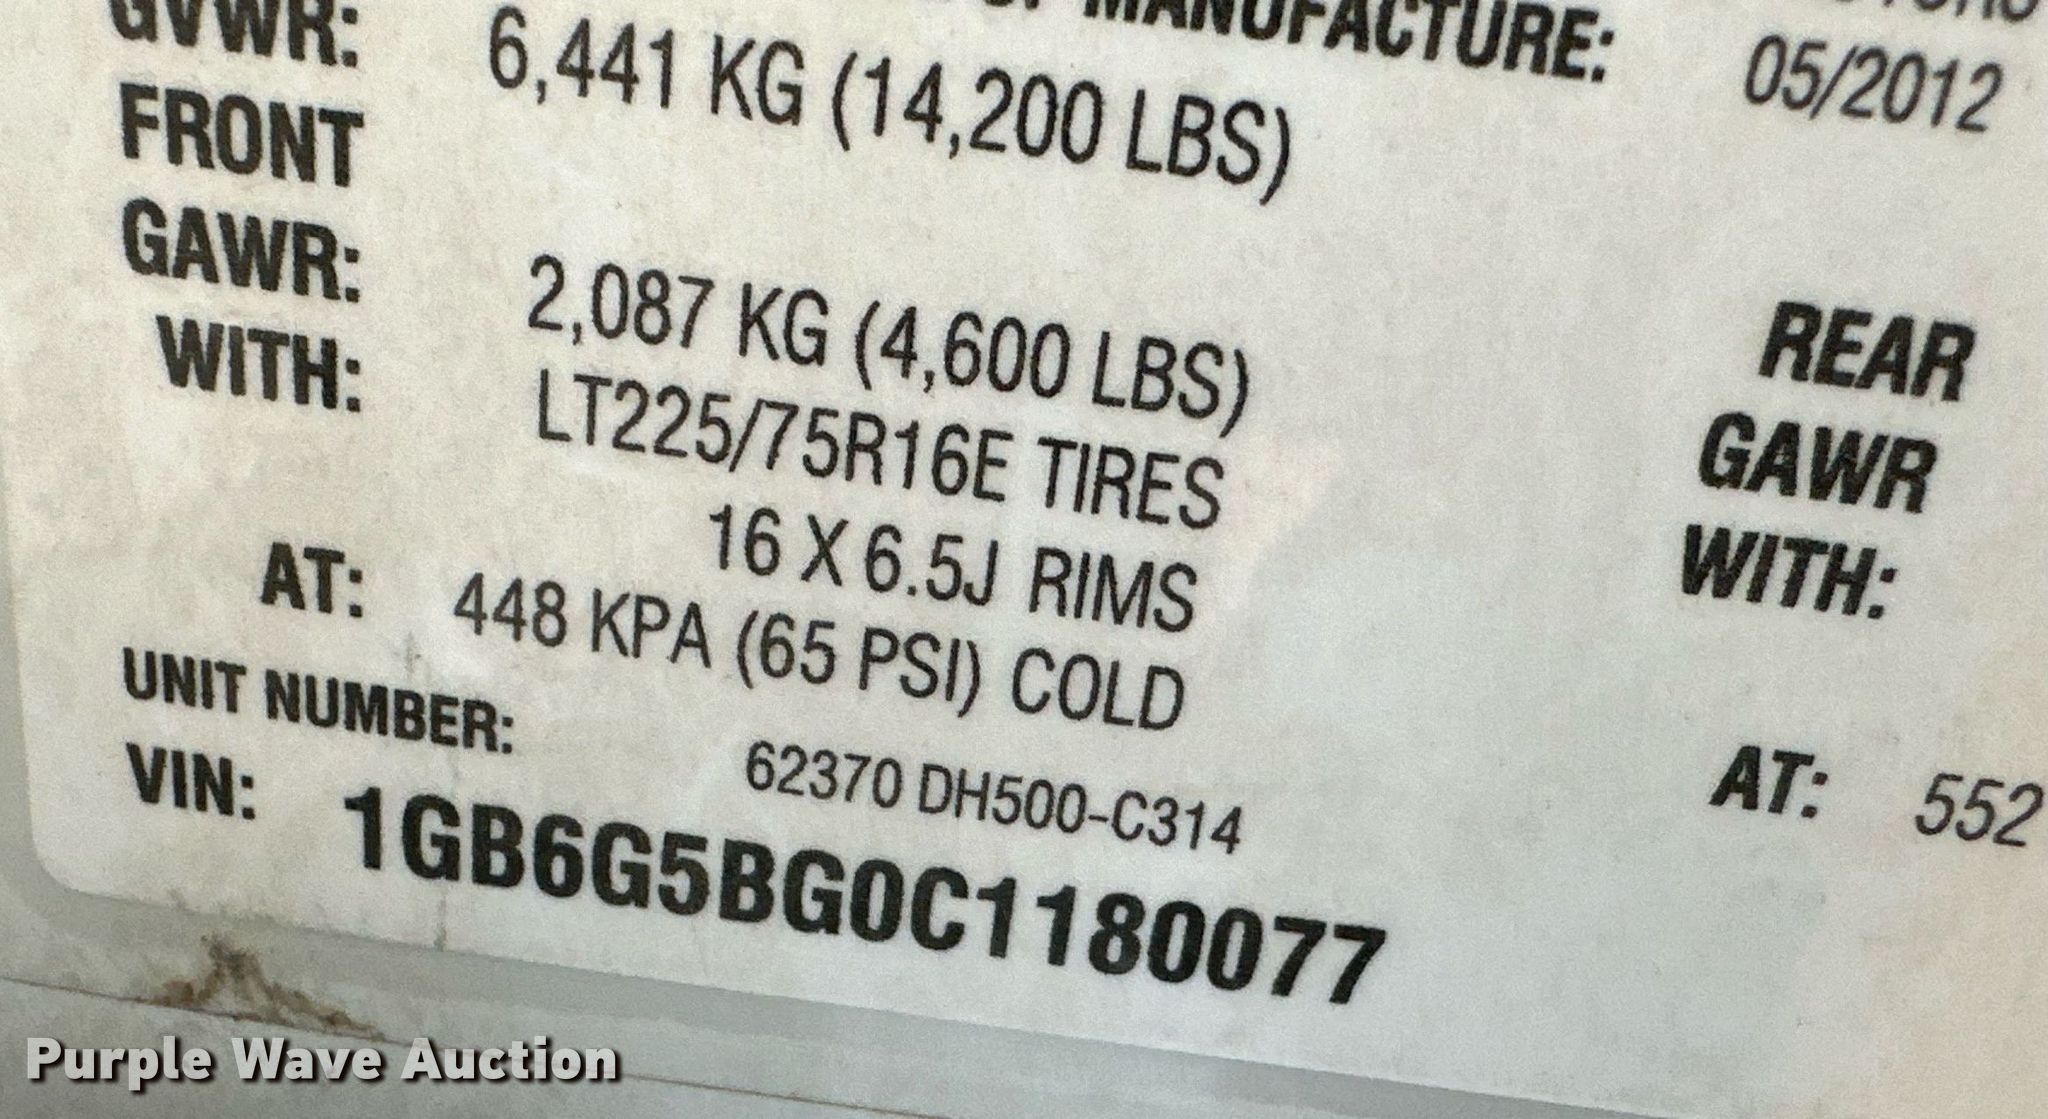 MANUFACTURE: 05/2012
GVWR: 6,441 KG (14,200 LBS)
FRONT
GAWR: 2,087 KG (4,600 LBS)
WITH: LT225/75R16E TIRES
16 X 6.5J RIMS
AT: 448 KPA (65 PSI) COLD
REAR
GAWR
WITH:
AT: 552
UNIT NUMBER: 62370 DH500-C314
VIN: 1GB6G5BG0C1180077
Purple Wave Auction